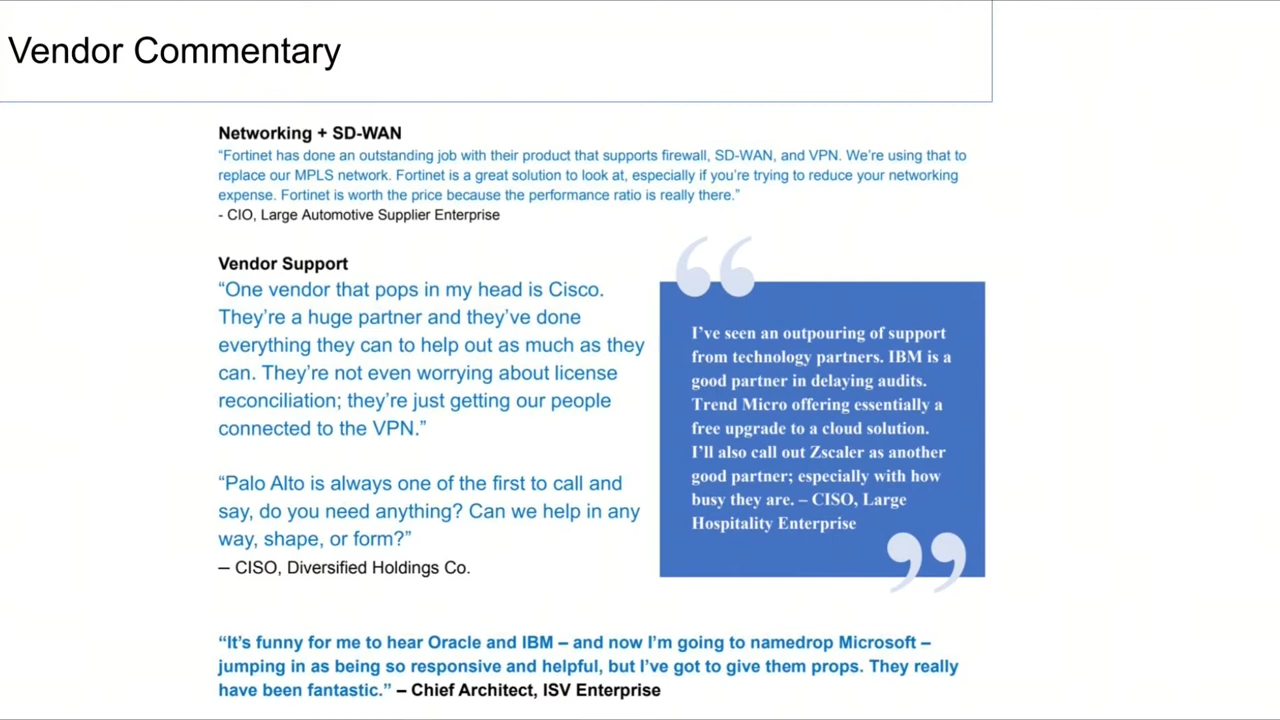 Vendor Commentary
Networking + SD-WAN
“Fortinet has done an outstanding job with their product that supports firewall, SD-WAN, and VPN. We’re using that to
replace our MPLS network. Fortinet is a great solution to look at, especially if you’re trying to reduce your networking
expense. Fortinet is worth the price because the performance ratio is really there.”
- CIO, Large Automotive Supplier Enterprise
Vendor Support
“One vendor that pops in my head is Cisco.
They’re a huge partner and they’ve done
everything they can to help out as much as they
can. They’re not even worrying about license
reconciliation; they’re just getting our people
connected to the VPN.”
“Palo Alto is always one of the first to call and
say, do you need anything? Can we help in any
way, shape, or form?”
– CISO, Diversified Holdings Co.
“
I’ve seen an outpouring of support
from technology partners. IBM is a
good partner in delaying audits.
Trend Micro offering essentially a
free upgrade to a cloud solution.
I’ll also call out Zscaler as another
good partner; especially with how
busy they are. – CISO, Large
Hospitality Enterprise
”
“It’s funny for me to hear Oracle and IBM – and now I’m going to namedrop Microsoft –
jumping in as being so responsive and helpful, but I’ve got to give them props. They really
have been fantastic.” – Chief Architect, ISV Enterprise